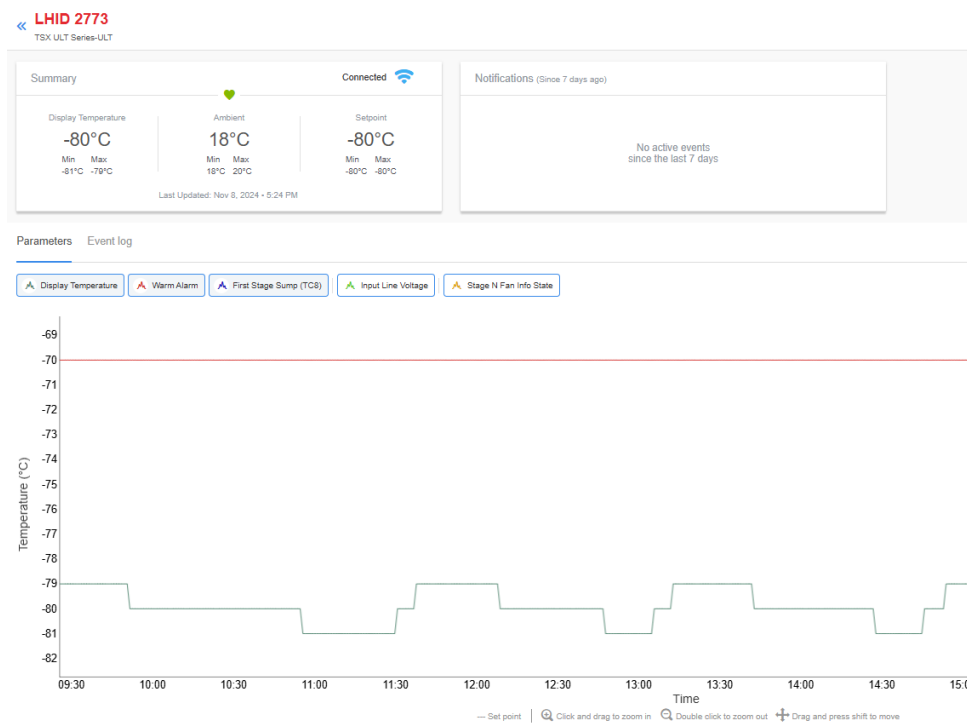 « LHID 2773
TSX ULT Series-ULT
Summary
Connected
Display Temperature
-80°C
Min Max
-81°C -79°C
Ambient
18°C
Min Max
18°C 20°C
Setpoint
-80°C
Min Max
-80°C -80°C
Last Updated: Nov 8, 2024 • 5:24 PM
Notifications (Since 7 days ago)
No active events
since the last 7 days
Parameters Event log
Display Temperature Warm Alarm First Stage Sump (TC8) Input Line Voltage Stage N Fan Info State
Temperature (°C)
-69
-70
-71
-72
-73
-74
-75
-76
-77
-78
-79
-80
-81
-82
09:30 10:00 10:30 11:00 11:30 12:00 12:30 13:00 13:30 14:00 14:30 15:0
Time
— Set point Click and drag to zoom in Double click to zoom out Drag and press shift to move